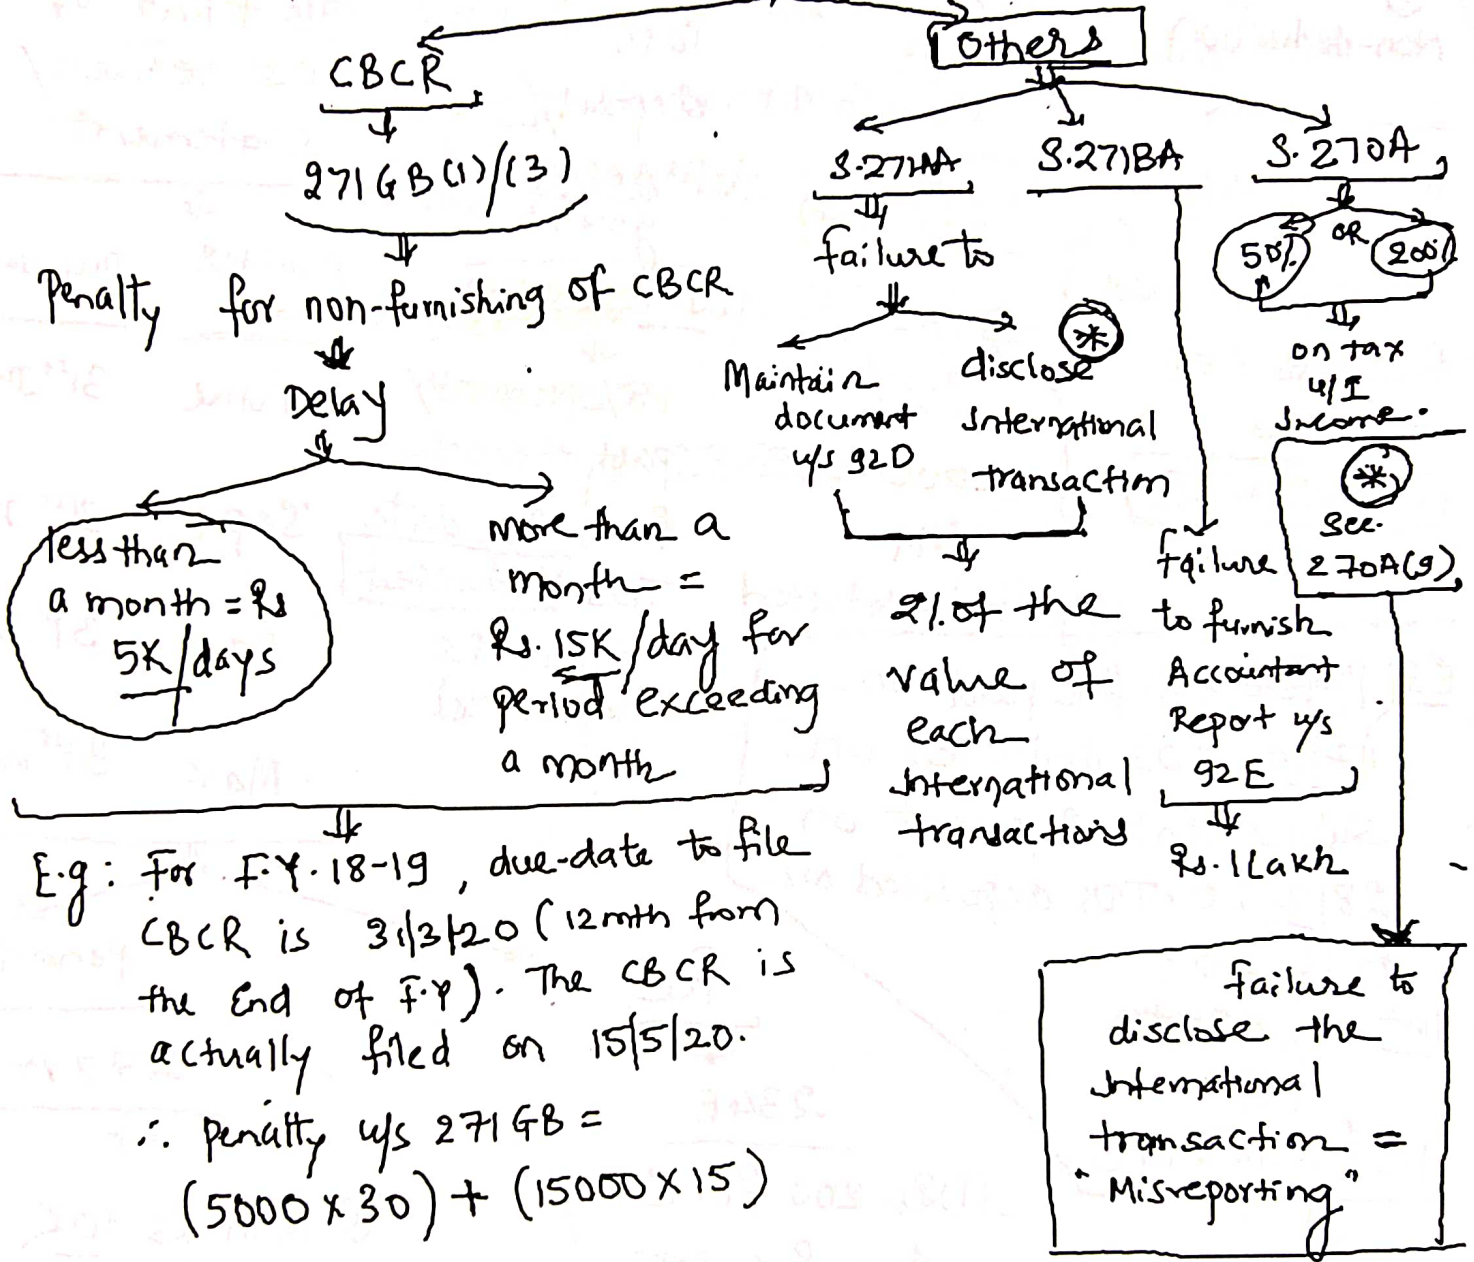 CBCR
271GB(1)/(3)
Penalty for non-furnishing of CBCR
Delay
less than
a month = Rs
5K/days
more than a
month =
Rs. 15K/day for
period exceeding
a month
E.g: For F.Y. 18-19, due-date to file
CBCR is 31/3/20 (12 mth from
the End of F.Y). The CBCR is
actually filed on 15/5/20.
∴ penalty u/s 271GB =
(5000 x 30) + (15000 x 15)
Others
S.271AA
failure to
Maintain
document
u/s 92D
disclose *
International
transaction
2% of the
value of
each
International
transactions
S.271BA
failure
to furnish
Accountant
Report u/s
92E
Rs. 1 Lakh
S. 270A
50% OR 200%
on tax
u/I
Income.
*
Sec.
270A(9)
Failure to
disclose the
International
transaction =
"Misreporting"